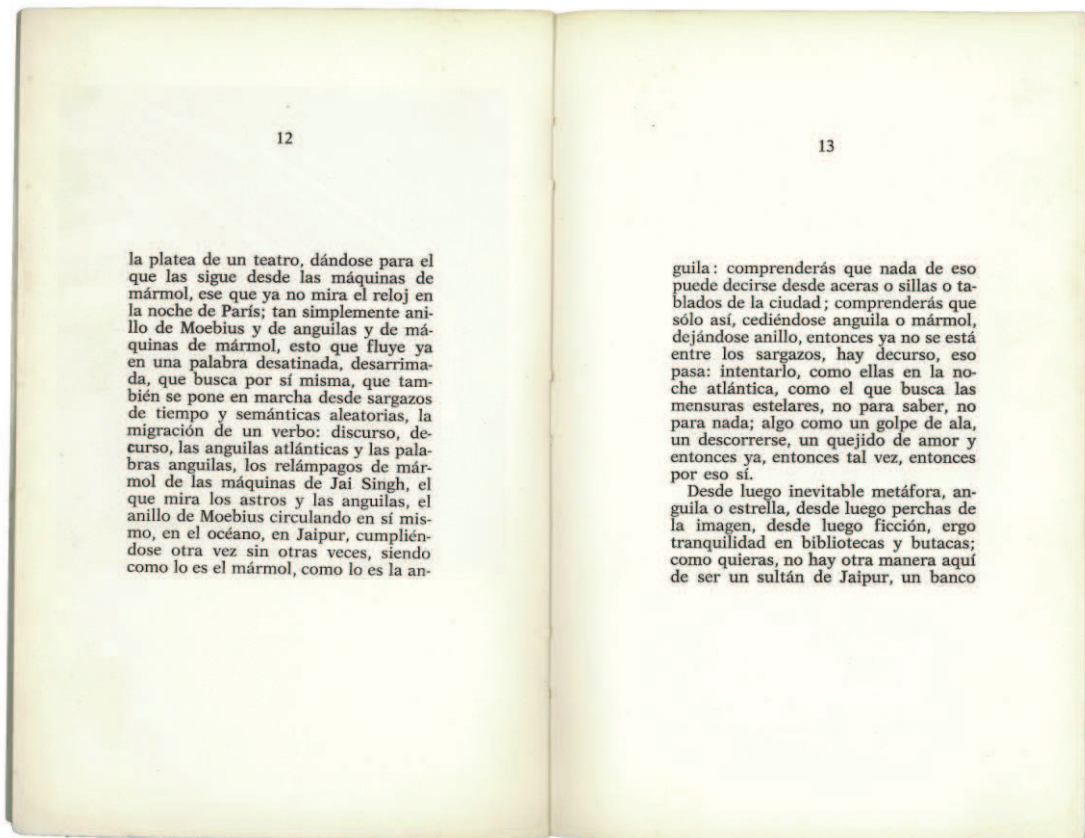 12
la platea de un teatro, dándose para el
que las sigue desde las máquinas de
mármol, ese que ya no mira el reloj en
la noche de París; tan simplemente ani-
llo de Moebius y de anguilas y de má-
quinas de mármol, esto que fluye ya
en una palabra desatinada, desarrima-
da, que busca por sí misma, que tam-
bién se pone en marcha desde sargazos
de tiempo y semánticas aleatorias, la
migración de un verbo: discurso, de-
curso, las anguilas atlánticas y las pala-
bras anguilas, los relámpagos de már-
mol de las máquinas de Jai Singh, el
que mira los astros y las anguilas, el
anillo de Moebius circulando en sí mis-
mo, en el océano, en Jaipur, cumplién-
dose otra vez sin otras veces, siendo
como lo es el mármol, como lo es la an-
13
guila: comprenderás que nada de eso
puede decirse desde aceras o sillas o ta-
blados de la ciudad; comprenderás que
sólo así, cediéndose anguila o mármol,
dejándose anillo, entonces ya no se está
entre los sargazos, hay decurso, eso
pasa: intentarlo, como ellas en la no-
che atlántica, como el que busca las
mensuras estelares, no para saber, no
para nada; algo como un golpe de ala,
un descorrerse, un quejido de amor y
entonces ya, entonces tal vez, entonces
por eso sí.
Desde luego inevitable metáfora, an-
guila o estrella, desde luego perchas de
la imagen, desde luego ficción, ergo
tranquilidad en bibliotecas y butacas;
como quieras, no hay otra manera aquí
de ser un sultán de Jaipur, un banco